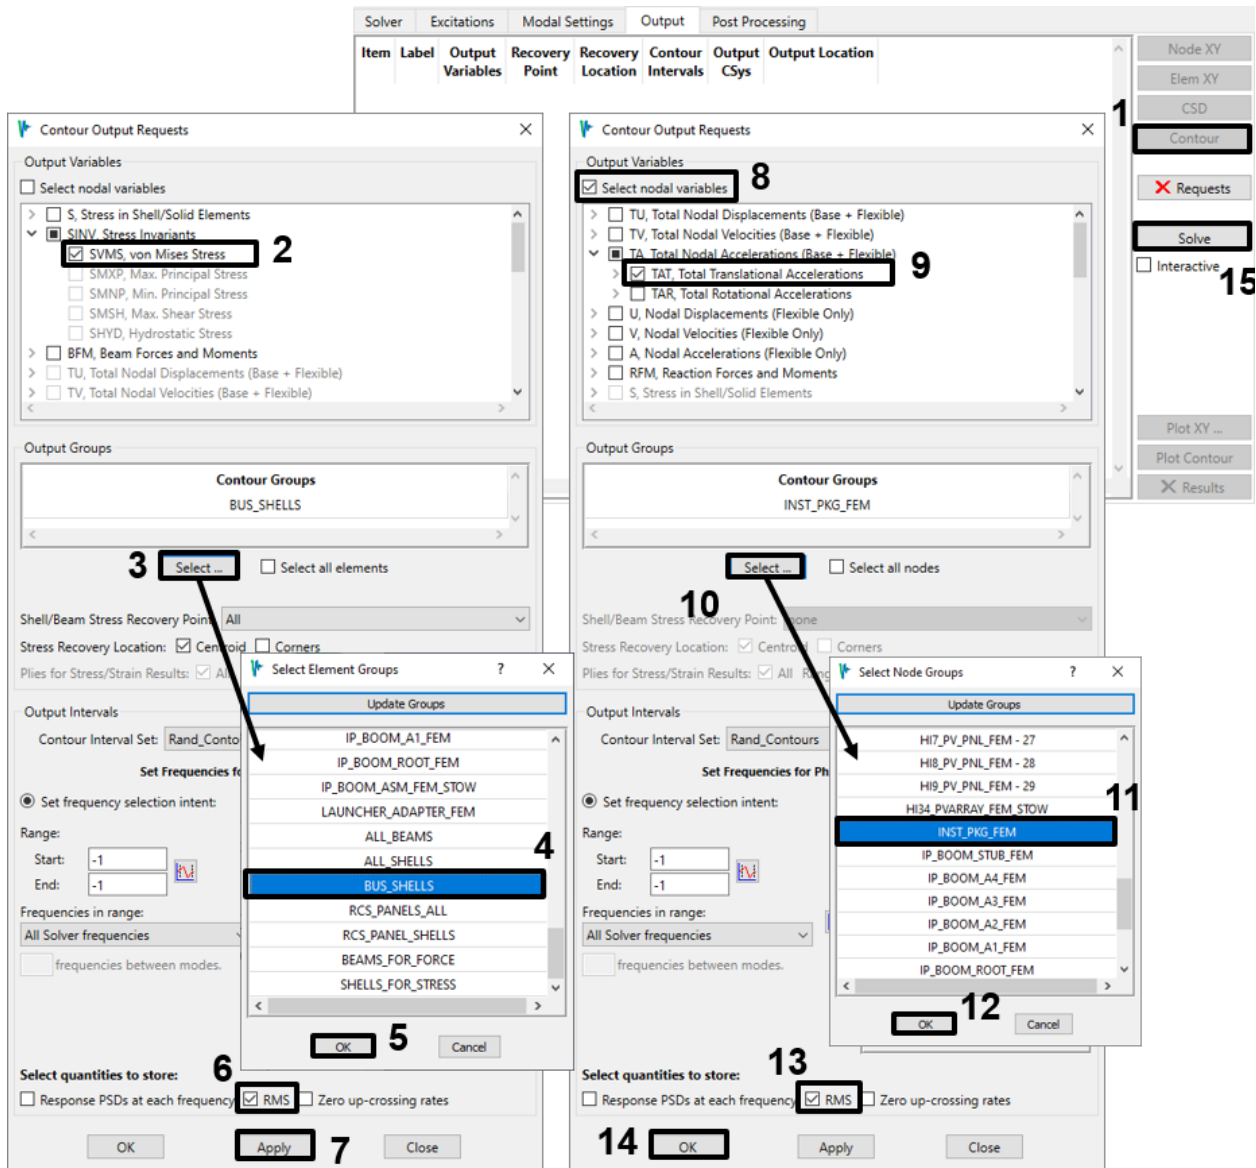 Solver Excitations Modal Settings Output Post Processing
Item Label Output Variables Recovery Point Recovery Location Contour Intervals Output CSys Output Location
Node XY
Elem XY
CSD
1
Contour
Requests
Solve
Interactive
15
Plot XY ...
Plot Contour
Results
Contour Output Requests
Output Variables
Select nodal variables
S, Stress in Shell/Solid Elements
SINV, Stress Invariants
SVMS, von Mises Stress
2
SMXP, Max. Principal Stress
SMNP, Min. Principal Stress
SMSH, Max. Shear Stress
SHYD, Hydrostatic Stress
BFM, Beam Forces and Moments
TU, Total Nodal Displacements (Base + Flexible)
TV, Total Nodal Velocities (Base + Flexible)
Output Groups
Contour Groups
BUS_SHELLS
3
Select ...
Select all elements
Shell/Beam Stress Recovery Point: All
Stress Recovery Location: Centroid Corners
Plies for Stress/Strain Results:
Output Intervals
Contour Interval Set:
Set Frequencies
Set frequency selection intent:
Range:
Start: -1
End: -1
Frequencies in range:
All Solver frequencies
frequencies between modes.
Select Element Groups
?
Update Groups
IP_BOOM_A1_FEM
IP_BOOM_ROOT_FEM
IP_BOOM_ASM_FEM_STOW
LAUNCHER_ADAPTER_FEM
ALL_BEAMS
ALL_SHELLS
4
BUS_SHELLS
RCS_PANELS_ALL
RCS_PANEL_SHELLS
BEAMS_FOR_FORCE
SHELLS_FOR_STRESS
OK
5
Cancel
Select quantities to store:
6
Response PSDs at each frequency RMS Zero up-crossing rates
OK
Apply
7
Close
Contour Output Requests
Output Variables
Select nodal variables
8
TU, Total Nodal Displacements (Base + Flexible)
TV, Total Nodal Velocities (Base + Flexible)
TA, Total Nodal Accelerations (Base + Flexible)
TAT, Total Translational Accelerations
9
TAR, Total Rotational Accelerations
U, Nodal Displacements (Flexible Only)
V, Nodal Velocities (Flexible Only)
A, Nodal Accelerations (Flexible Only)
RFM, Reaction Forces and Moments
S, Stress in Shell/Solid Elements
Output Groups
Contour Groups
INST_PKG_FEM
Select ...
Select all nodes
10
Shell/Beam Stress Recovery Point: none
Stress Recovery Location: Centroid Corners
Plies for Stress/Strain Results: All
Output Intervals
Contour Interval Set: Rand_Contours
Set Frequencies for
Set frequency selection intent:
Range:
Start: -1
End: -1
Frequencies in range:
All Solver frequencies
frequencies between modes.
Select Node Groups
?
Update Groups
HI7_PV_PNL_FEM - 27
HI8_PV_PNL_FEM - 28
HI9_PV_PNL_FEM - 29
HI34_PVARRAY_FEM_STOW
11
INST_PKG_FEM
IP_BOOM_STUB_FEM
IP_BOOM_A4_FEM
IP_BOOM_A3_FEM
IP_BOOM_A2_FEM
IP_BOOM_A1_FEM
IP_BOOM_ROOT_FEM
OK
12
Cancel
Select quantities to store:
13
Response PSDs at each frequency RMS Zero up-crossing rates
14
OK
Apply
Close